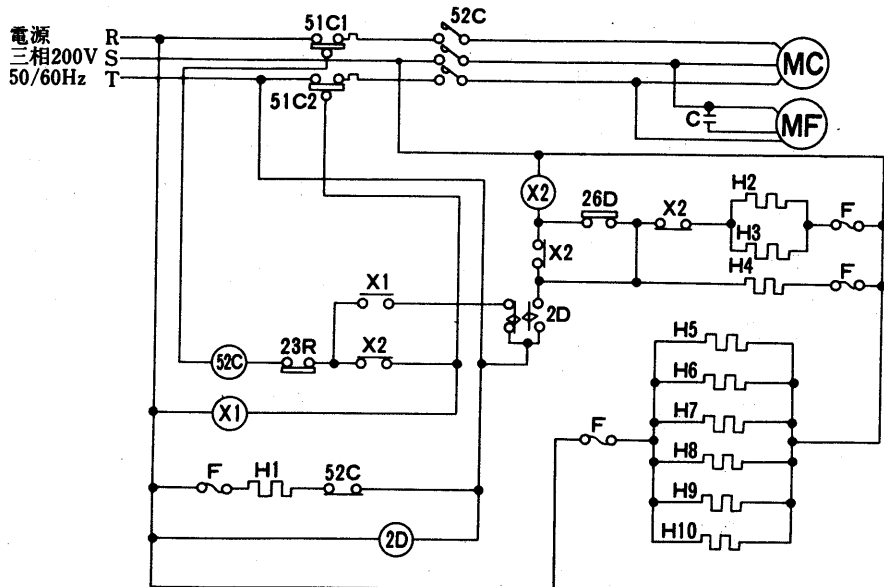 電源 R
三相200V S
50/60Hz T
51C1
52C
51C2
MC
C
MF
X2
26D
X2
H2
H3
F
X2
H4
F
X1
2D
52C
23R
X2
X1
F
H1
52C
2D
F
H5
H6
H7
H8
H9
H10